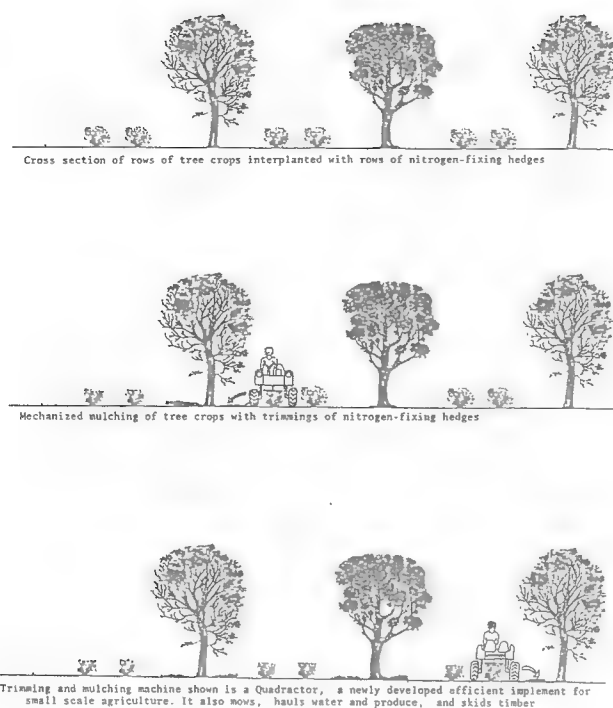 Cross section of rows of tree crops interplanted with rows of nitrogen-fixing hedges
Mechanized mulching of tree crops with trimmings of nitrogen-fixing hedges
Trimming and mulching machine shown is a Quadractor, a newly developed efficient implement for
small scale agriculture. It also mows, hauls water and produce, and skids timber